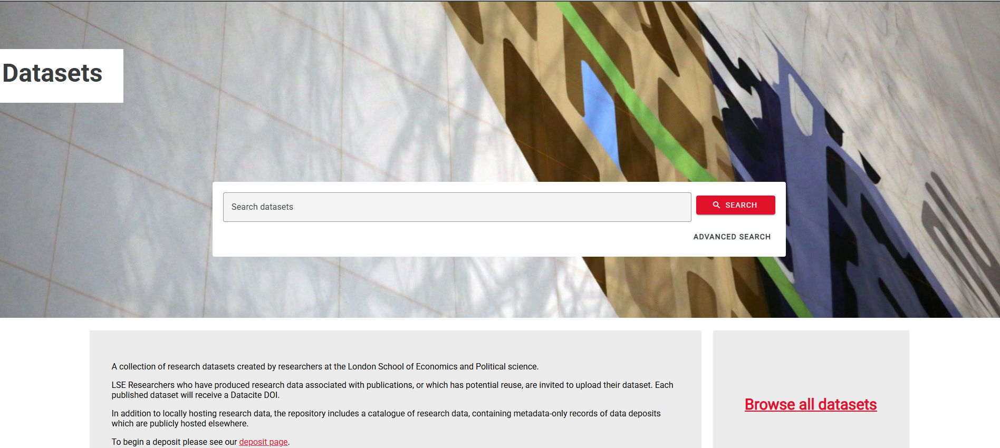 Datasets
Search datasets
SEARCH
ADVANCED SEARCH
A collection of research datasets created by researchers at the London School of Economics and Political science.
LSE Researchers who have produced research data associated with publications, or which has potential reuse, are invited to upload their dataset. Each
published dataset will receive a Datacite DOI.
In addition to locally hosting research data, the repository includes a catalogue of research data, containing metadata-only records of data deposits
which are publicly hosted elsewhere.
To begin a deposit please see our deposit page.
Browse all datasets